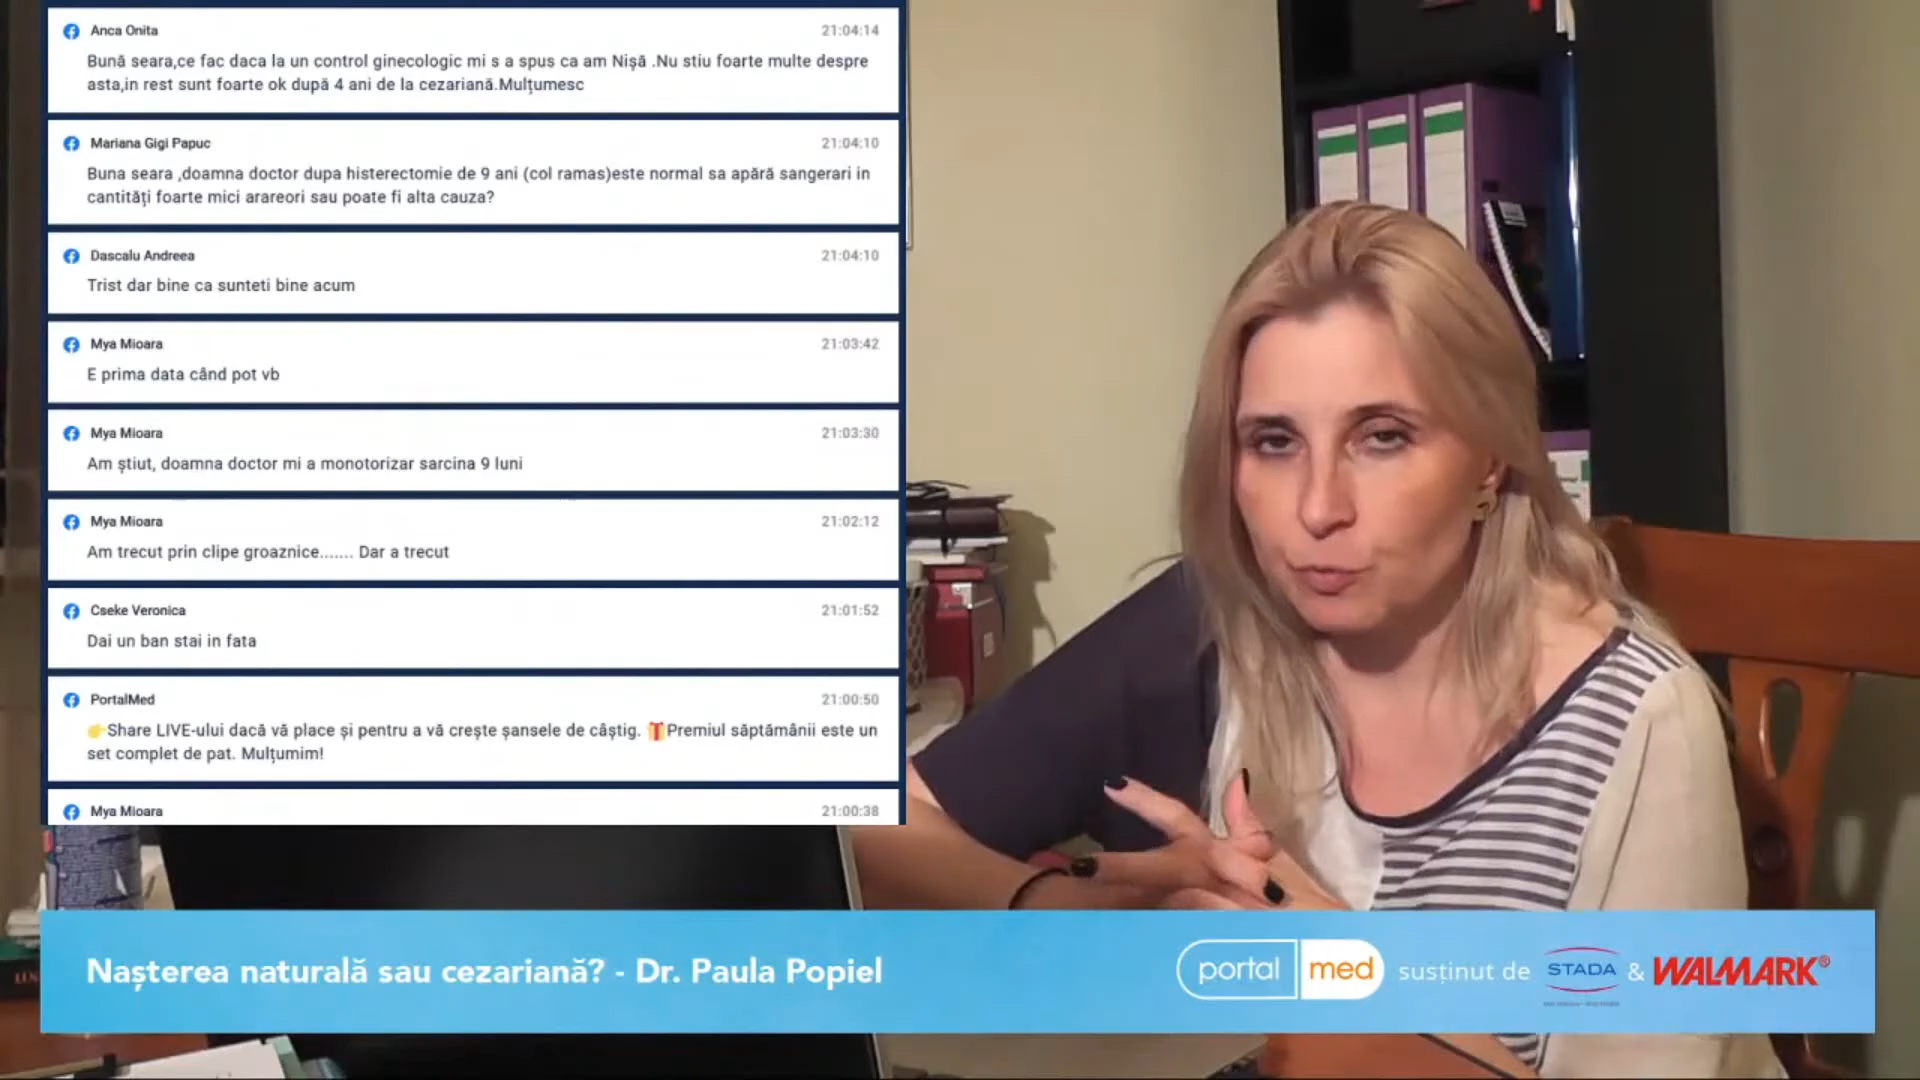 Anca Onita 21:04:14
Bună seara,ce fac daca la un control ginecologic mi s a spus ca am Nișă .Nu stiu foarte multe despre
asta,in rest sunt foarte ok după 4 ani de la cezariană.Mulțumesc
Mariana Gigi Papuc 21:04:10
Buna seara ,doamna doctor dupa histerectomie de 9 ani (col ramas)este normal sa apără sangerari in
cantități foarte mici arareori sau poate fi alta cauza?
Dascalu Andreea 21:04:10
Trist dar bine ca sunteti bine acum
Mya Mioara 21:03:42
E prima data când pot vb
Mya Mioara 21:03:30
Am știut, doamna doctor mi a monotorizar sarcina 9 luni
Mya Mioara 21:02:12
Am trecut prin clipe groaznice....... Dar a trecut
Cseke Veronica 21:01:52
Dai un ban stai in fata
PortalMed 21:00:50
👉Share LIVE-ului dacă vă place și pentru a vă crește șansele de câștig. 🎁Premiul săptămânii este un
set complet de pat. Mulțumim!
Mya Mioara 21:00:38
Nașterea naturală sau cezariană? - Dr. Paula Popiel
portal med susținut de STADA & WALMARK®